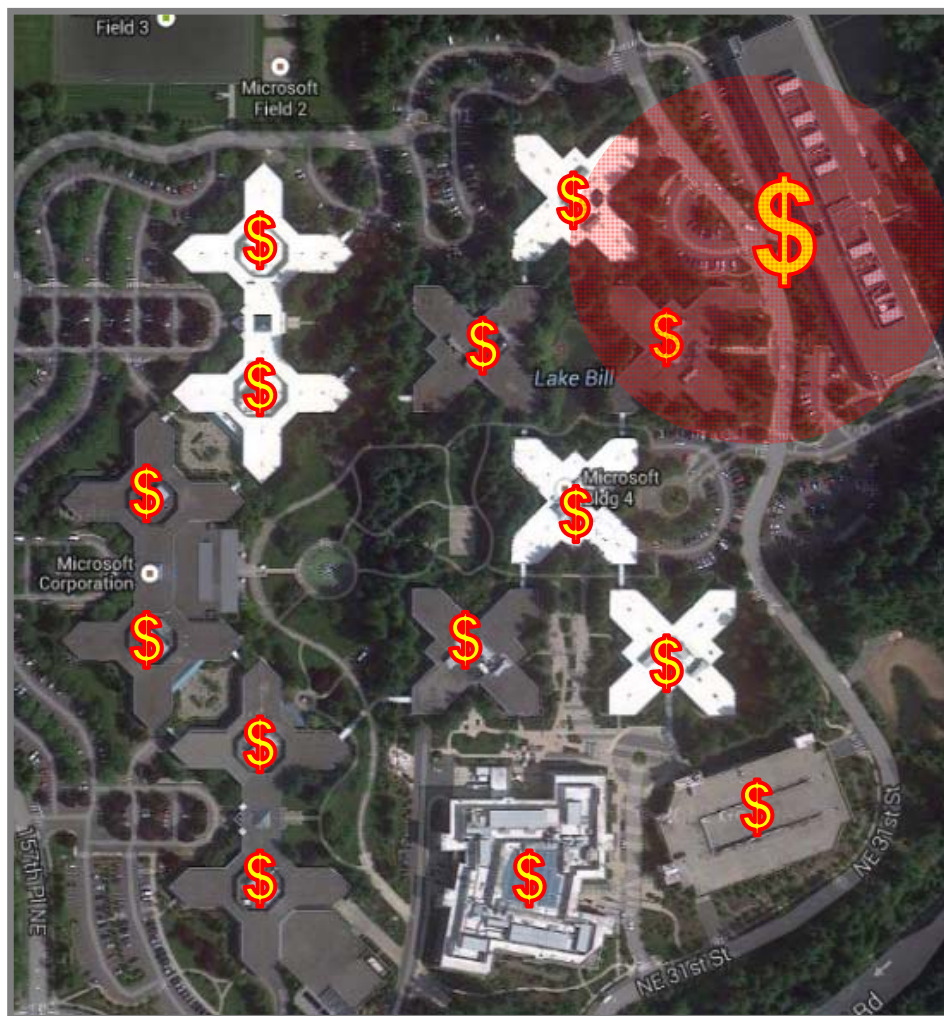 Field 3
Microsoft
Field 2
$
$
$
$
$
$
$
Lake Bill
Microsoft
ldg 4
$
$
Microsoft
Corporation
$
$
$
$
$
$
157th Pl NE
NE 31st St
NE 31st St
Rd